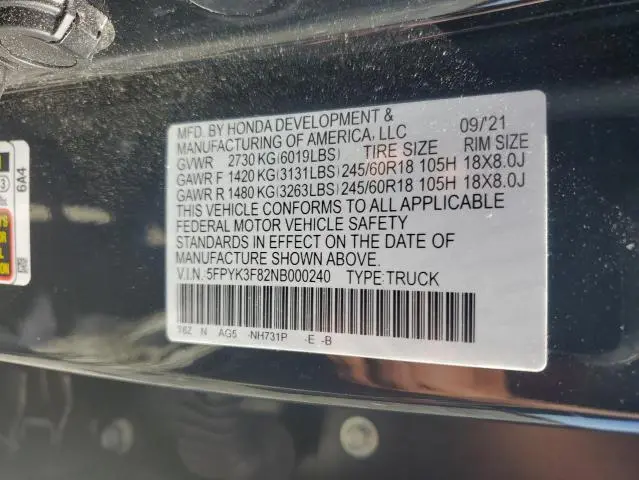 MFD. BY HONDA DEVELOPMENT &
MANUFACTURING OF AMERICA, LLC 09/'21
GVWR 2730 KG (6019LBS) TIRE SIZE RIM SIZE
GAWR F 1420 KG (3131LBS) 245/60R18 105H 18X8.0J
GAWR R 1480 KG (3263LBS) 245/60R18 105H 18X8.0J
THIS VEHICLE CONFORMS TO ALL APPLICABLE
FEDERAL MOTOR VEHICLE SAFETY
STANDARDS IN EFFECT ON THE DATE OF
MANUFACTURE SHOWN ABOVE.
V.I.N.:5FPYK3F82NB000240 TYPE:TRUCK
T6Z N AG5 -NH731P -E -B
6A4